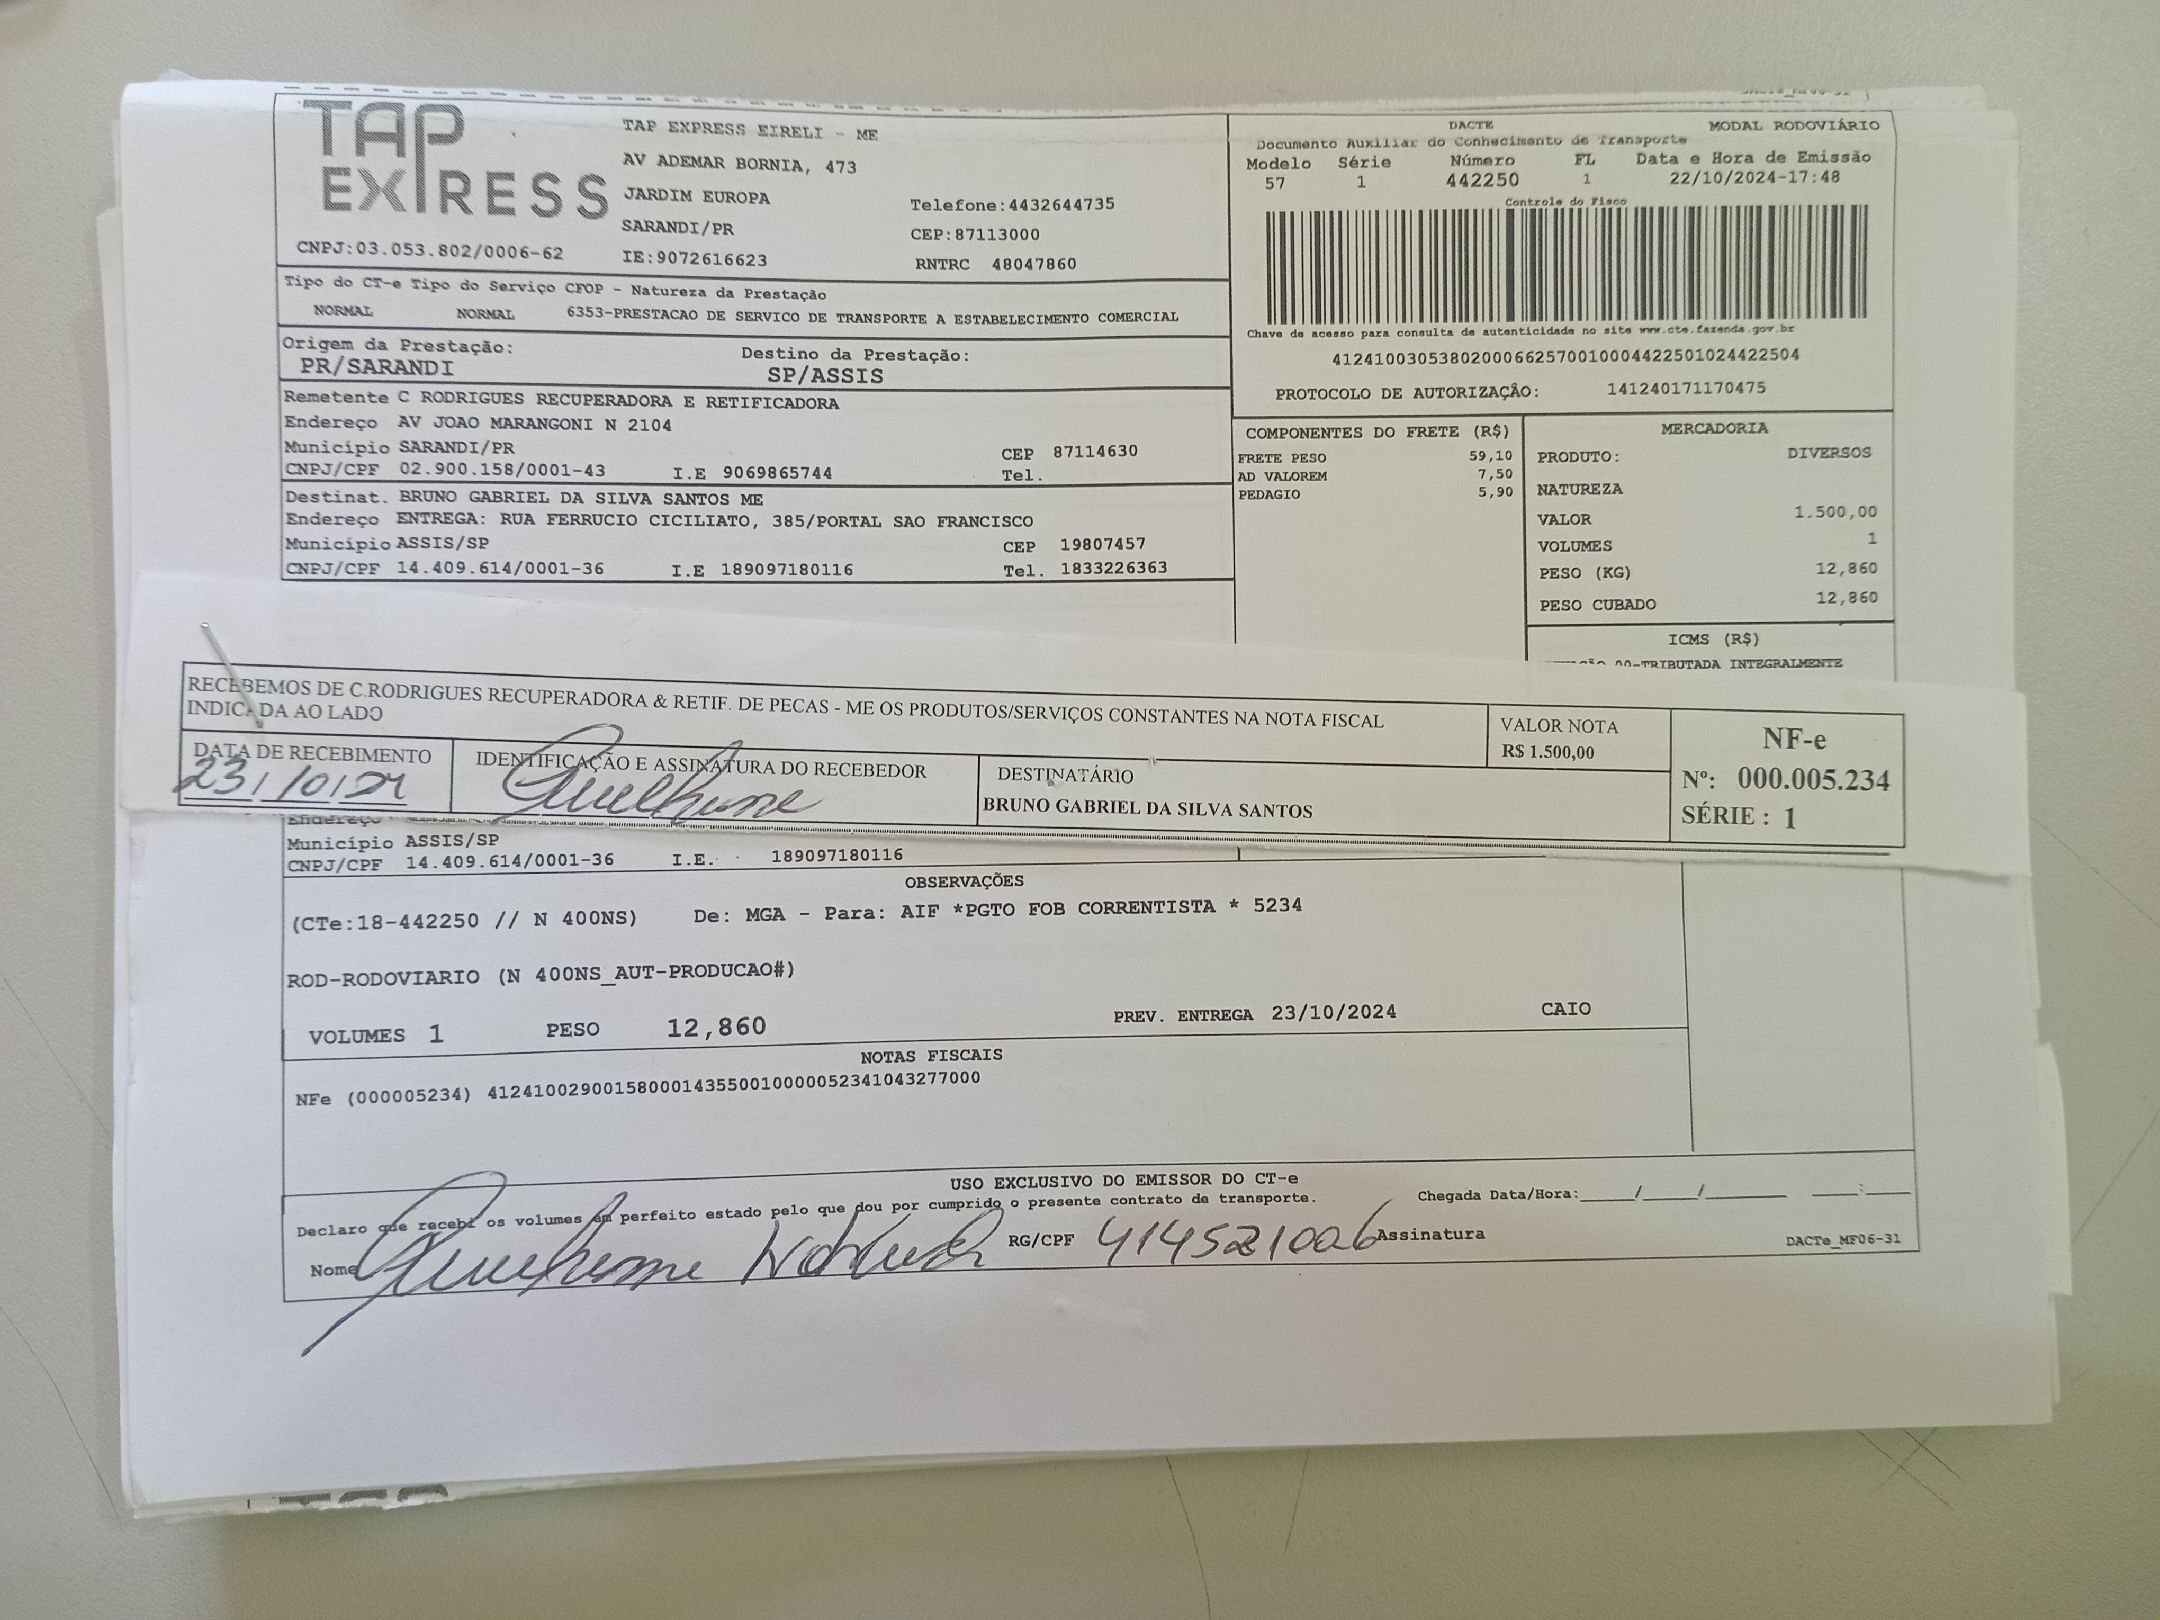 TAP
EXPRESS
CNPJ:03.053.802/0006-62
TAP EXPRESS EIRELI - ME
AV ADEMAR BORNIA, 473
JARDIM EUROPA
SARANDI/PR
IE:9072616623
Telefone:4432644735
CEP:87113000
RNTRC 48047860
DACTE MODAL RODOVIÁRIO
Documento Auxiliar do Conhecimento de Transporte
Modelo Série Número FL Data e Hora de Emissão
57 1 442250 1 22/10/2024-17:48
Controle do Fisco
Chave de acesso para consulta de autenticidade no site www.cte.fazenda.gov.br
41241003053802000662570010004422501024422504
PROTOCOLO DE AUTORIZAÇÂO: 141240171170475
Tipo do CT-e Tipo do Serviço CFOP - Natureza da Prestação
NORMAL NORMAL 6353-PRESTACAO DE SERVICO DE TRANSPORTE A ESTABELECIMENTO COMERCIAL
Origem da Prestação: Destino da Prestação:
PR/SARANDI SP/ASSIS
Remetente C RODRIGUES RECUPERADORA E RETIFICADORA
Endereço AV JOAO MARANGONI N 2104
Município SARANDI/PR CEP 87114630
CNPJ/CPF 02.900.158/0001-43 I.E 9069865744 Tel.
Destinat. BRUNO GABRIEL DA SILVA SANTOS ME
Endereço ENTREGA: RUA FERRUCIO CICILIATO, 385/PORTAL SAO FRANCISCO
Município ASSIS/SP CEP 19807457
CNPJ/CPF 14.409.614/0001-36 I.E 189097180116 Tel. 1833226363
COMPONENTES DO FRETE (R$)
FRETE PESO 59,10
AD VALOREM 7,50
PEDAGIO 5,90
MERCADORIA
PRODUTO: DIVERSOS
NATUREZA
VALOR 1.500,00
VOLUMES 1
PESO (KG) 12,860
PESO CUBADO 12,860
ICMS (R$)
00-TRIBUTADA INTEGRALMENTE
RECEBEMOS DE C.RODRIGUES RECUPERADORA & RETIF. DE PECAS - ME OS PRODUTOS/SERVIÇOS CONSTANTES NA NOTA FISCAL
INDICADA AO LADO
VALOR NOTA
R$ 1.500,00
NF-e
Nº: 000.005.234
SÉRIE : 1
DATA DE RECEBIMENTO
23/10/24
IDENTIFICAÇÃO E ASSINATURA DO RECEBEDOR
Guilherme
DESTINATÁRIO
BRUNO GABRIEL DA SILVA SANTOS
Endereço
Município ASSIS/SP
CNPJ/CPF 14.409.614/0001-36 I.E. 189097180116
OBSERVAÇÕES
(CTe:18-442250 // N 400NS) De: MGA - Para: AIF *PGTO FOB CORRENTISTA * 5234
ROD-RODOVIARIO (N 400NS_AUT-PRODUCAO#)
VOLUMES 1 PESO 12,860 PREV. ENTREGA 23/10/2024 CAIO
NOTAS FISCAIS
NFe (000005234) 41241002900158000143550010000052341043277000
USO EXCLUSIVO DO EMISSOR DO CT-e
Declaro que recebi os volumes em perfeito estado pelo que dou por cumprido o presente contrato de transporte.
Chegada Data/Hora:_____/_____/_______ ____:____
Nome Guilherme RG/CPF 4145821006 Assinatura
DACTe_MF06-31